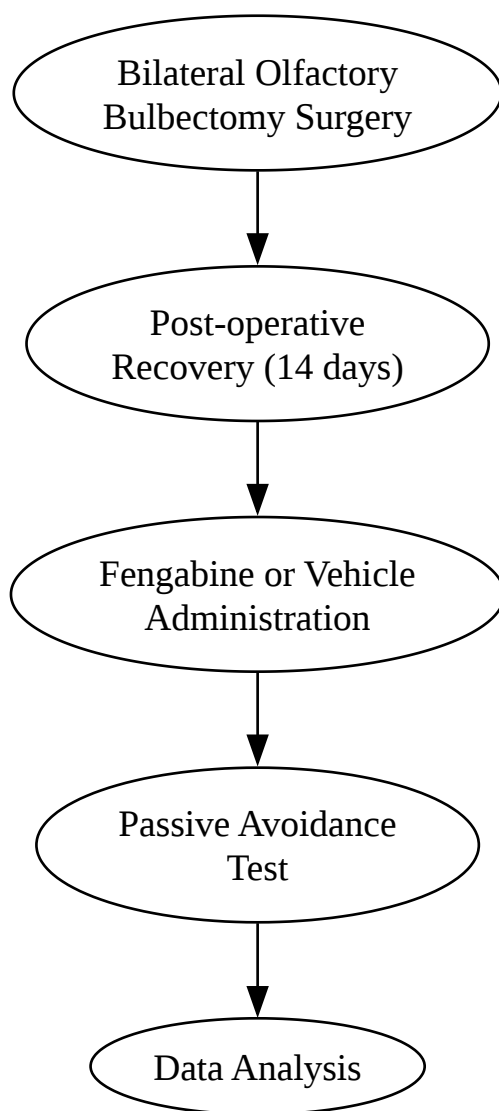 Bilateral Olfactory
Bulbectomy Surgery
Post-operative
Recovery (14 days)
Fengabine or Vehicle
Administration
Passive Avoidance
Test
Data Analysis